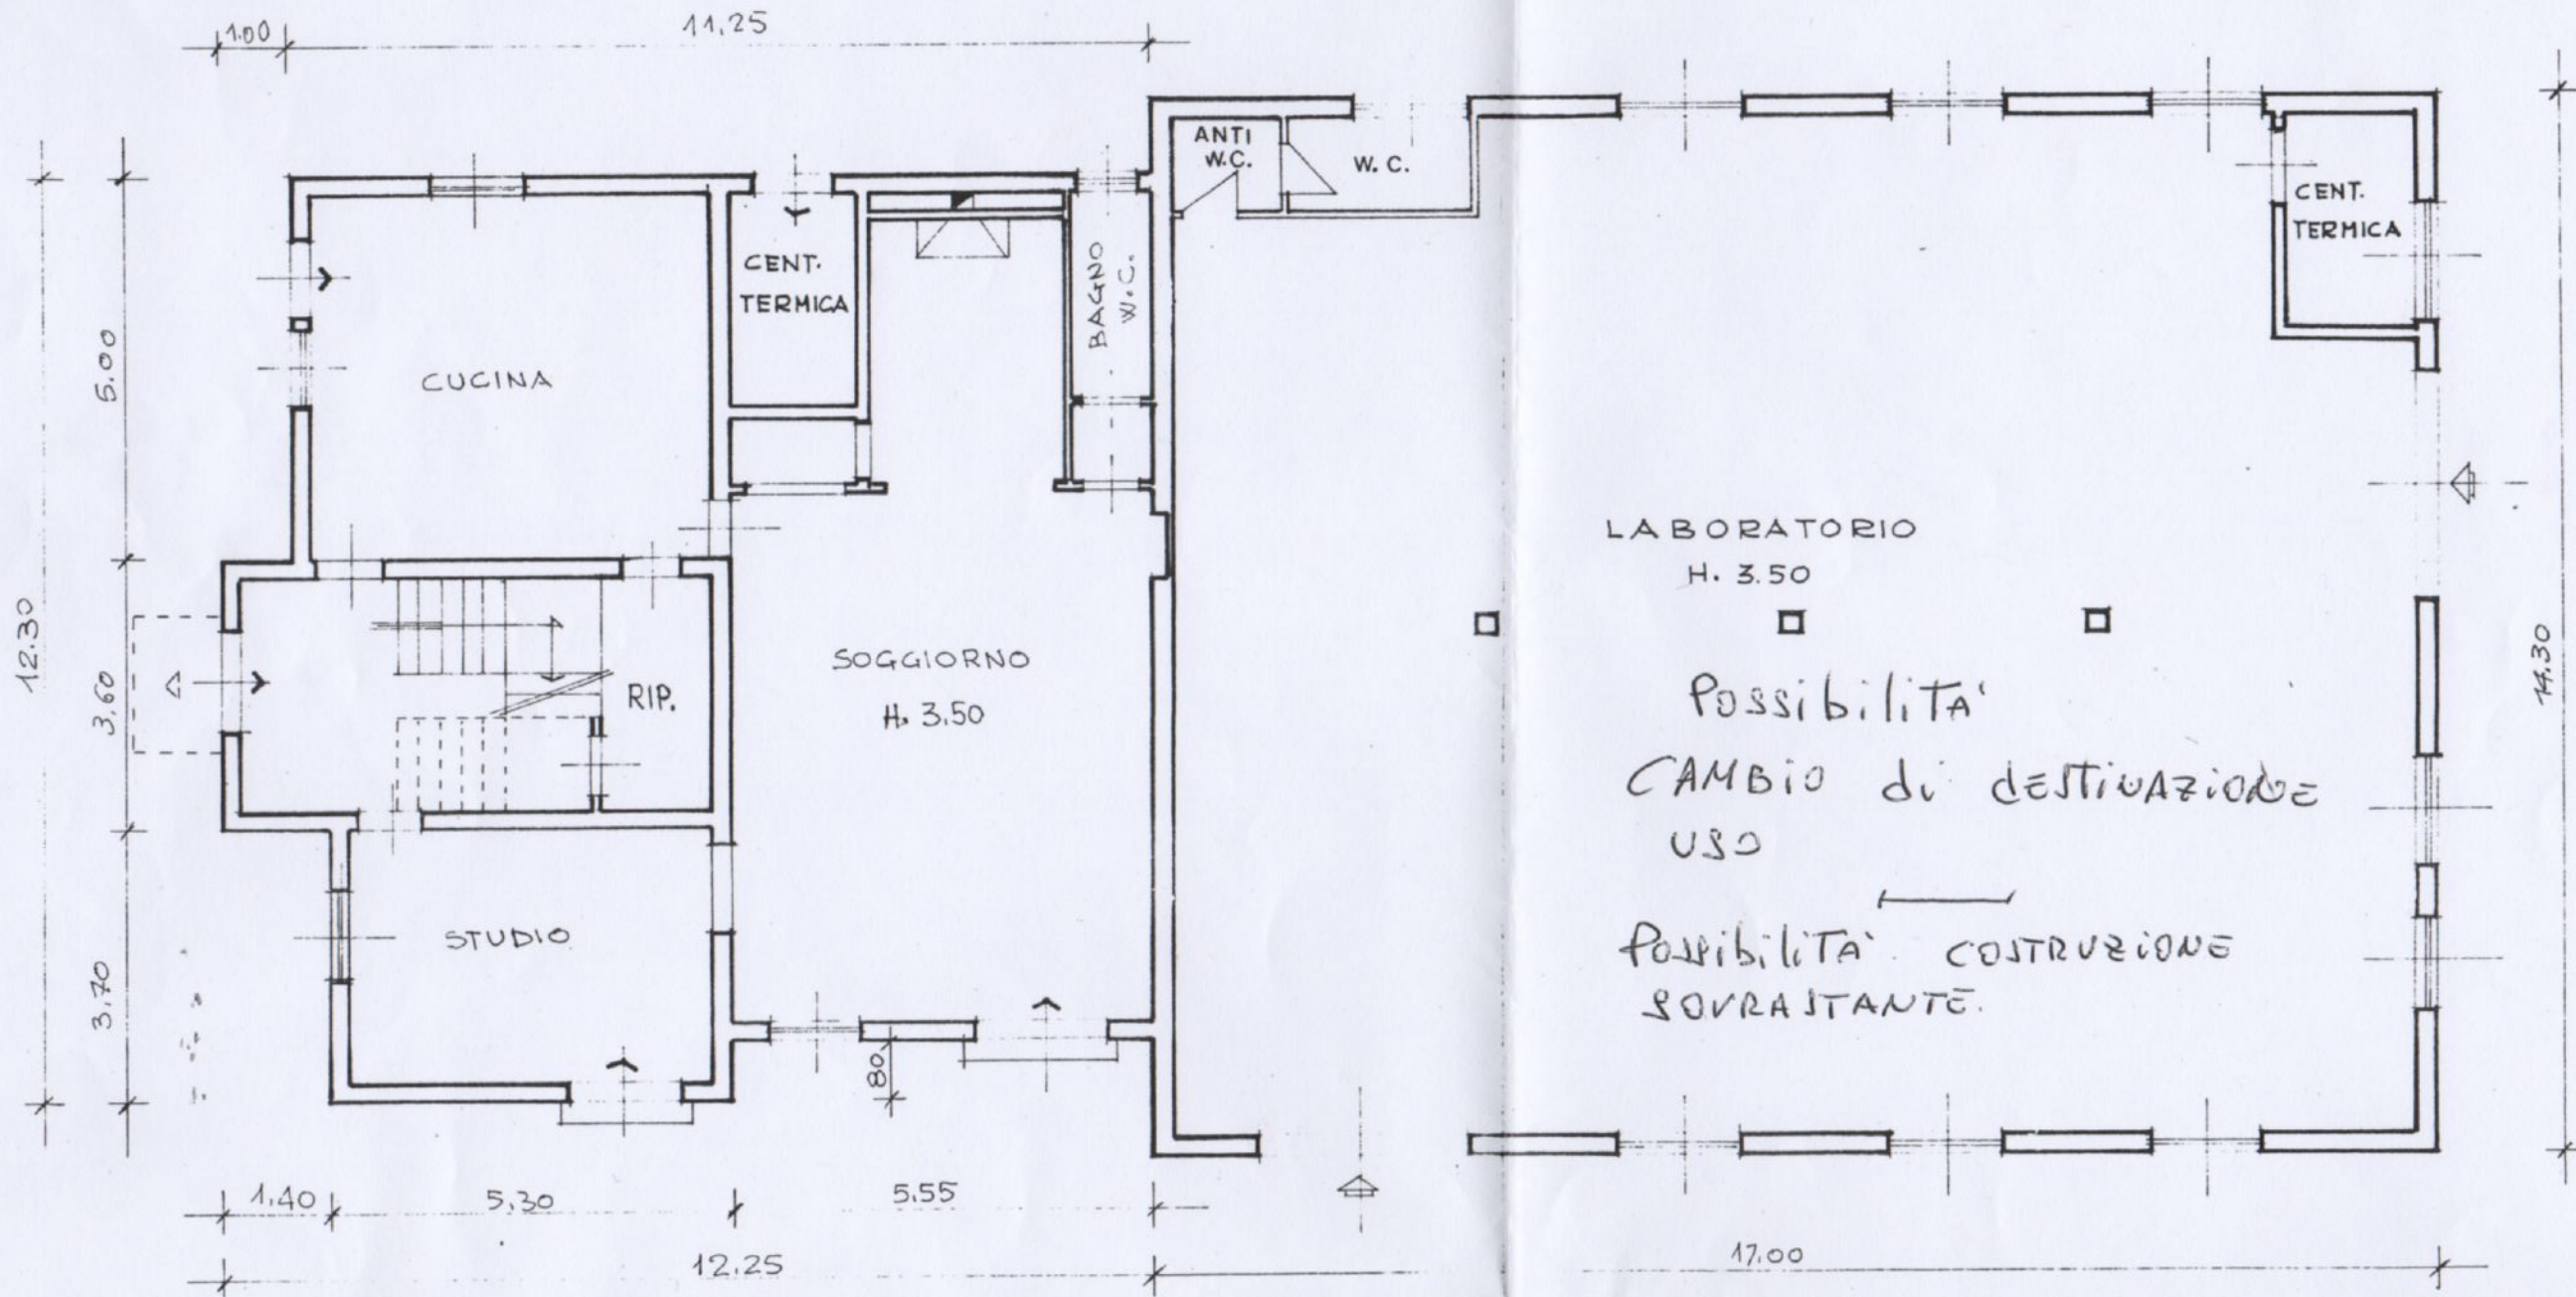 1.00
11,25
ANTI
W.C.
W. C.
CENT.
TERMICA
CENT.
TERMICA
BAGNO
W.C.
CUCINA
5.00
12.30
3,60
3,70
RIP.
SOGGIORNO
H. 3.50
LABORATORIO
H. 3.50
POSSibiLiTA'
CAMBiO di dESTiNAZiONE
USO
POSSibiLiTA' COSTRUZiONE
SOVRASTANTE.
14.30
STUDIO
80
1.40
5,30
5.55
12.25
17.00